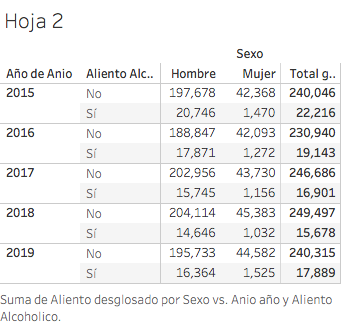 Hoja 2
Sexo
Año de Anio Aliento Alc.. Hombre Mujer Total g..
2015 No 197,678 42,368 240,046
Sí 20,746 1,470 22,216
2016 No 188,847 42,093 230,940
Sí 17,871 1,272 19,143
2017 No 202,956 43,730 246,686
Sí 15,745 1,156 16,901
2018 No 204,114 45,383 249,497
Sí 14,646 1,032 15,678
2019 No 195,733 44,582 240,315
Sí 16,364 1,525 17,889
Suma de Aliento desglosado por Sexo vs. Anio año y Aliento
Alcoholico.